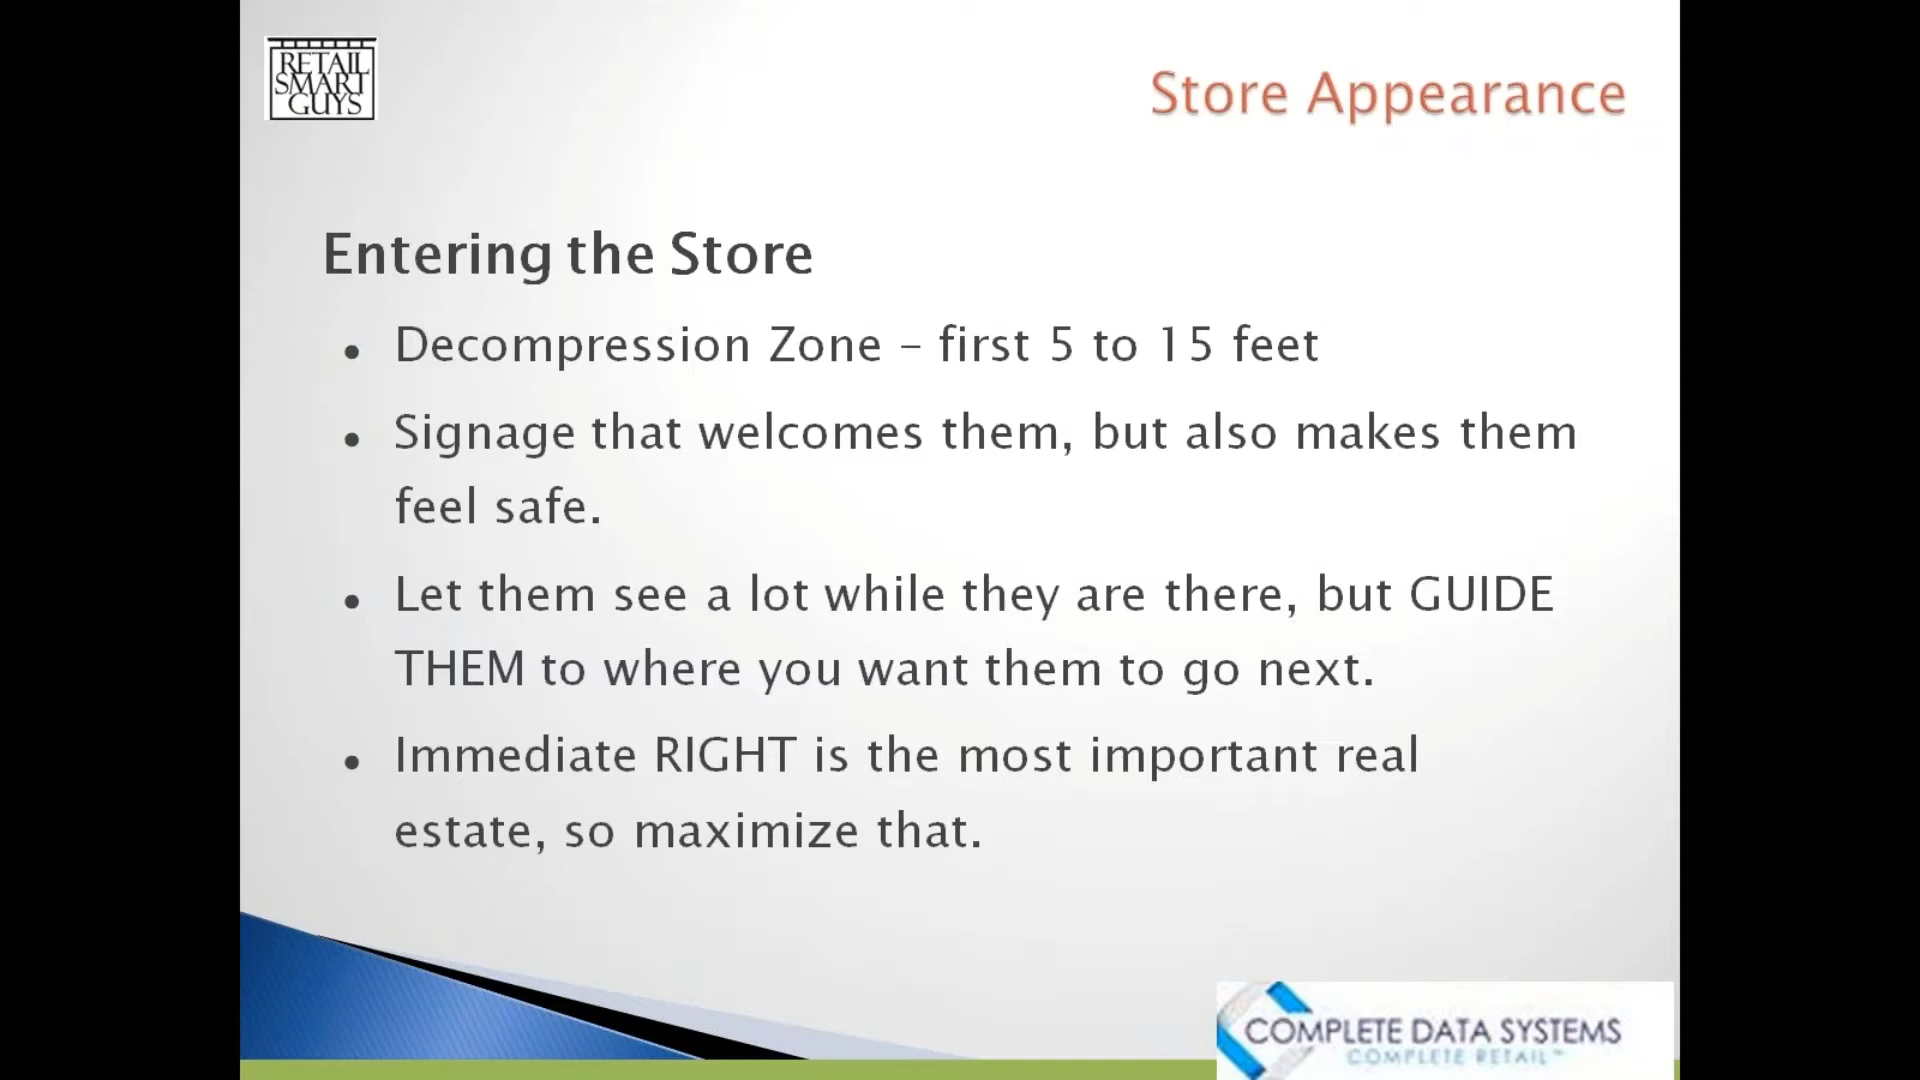 RETAIL
SMART
GUYS
Store Appearance
Entering the Store
• Decompression Zone – first 5 to 15 feet
• Signage that welcomes them, but also makes them
feel safe.
• Let them see a lot while they are there, but GUIDE
THEM to where you want them to go next.
• Immediate RIGHT is the most important real
estate, so maximize that.
COMPLETE DATA SYSTEMS
COMPLETE RETAIL™